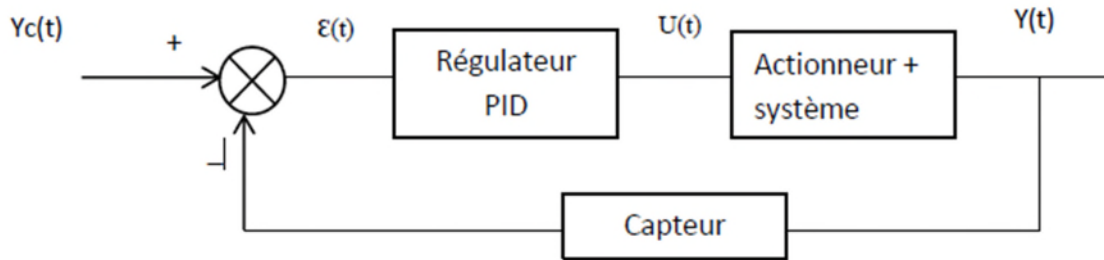 Yc(t)
+
Ɛ(t)
Régulateur
PID
U(t)
Actionneur +
système
Y(t)
Capteur